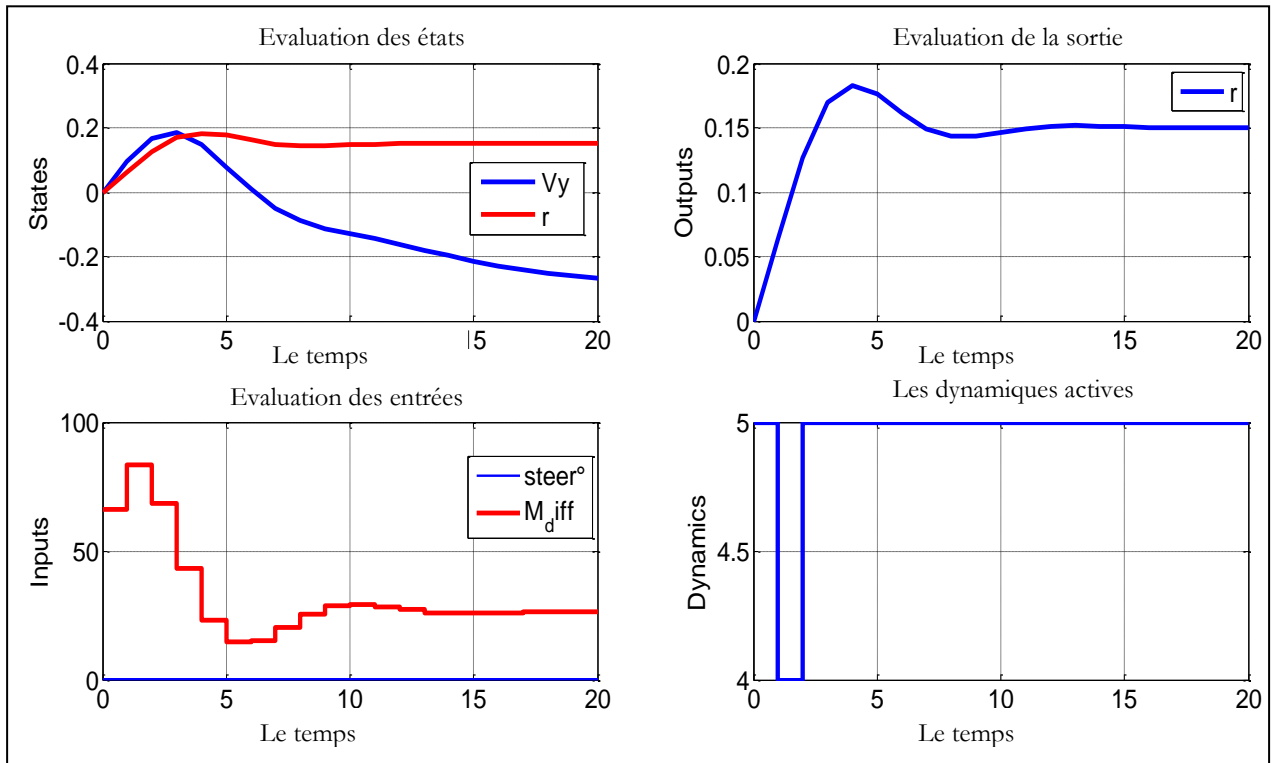 Evaluation des états
0.4
0.2
0
-0.2
-0.4
States
Vy
r
0
5
15
20
Le temps
Evaluation de la sortie
0.2
0.15
0.1
0.05
0
Outputs
r
0
5
10
15
20
Le temps
Evaluation des entrées
100
50
0
Inputs
steer°
M_diff
0
5
10
15
20
Le temps
Les dynamiques actives
5
4.5
4
Dynamics
0
5
10
15
20
Le temps